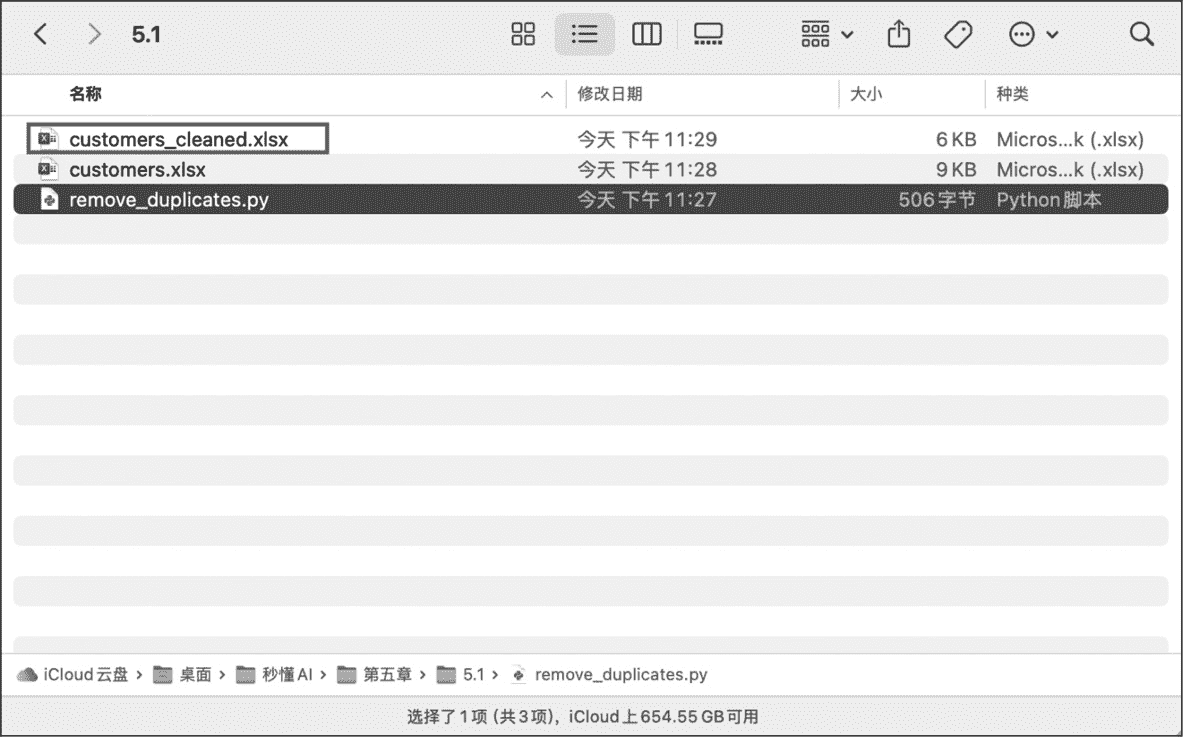 5.1
名称 修改日期 大小 种类
customers_cleaned.xlsx 今天 下午 11:29 6 KB Micros...k (.xlsx)
customers.xlsx 今天 下午 11:28 9 KB Micros...k (.xlsx)
remove_duplicates.py 今天 下午 11:27 506 字节 Python 脚本
iCloud 云盘 › 桌面 › 秒懂AI › 第五章 › 5.1 › remove_duplicates.py
选择了 1 项 (共 3 项)，iCloud 上 654.55 GB 可用